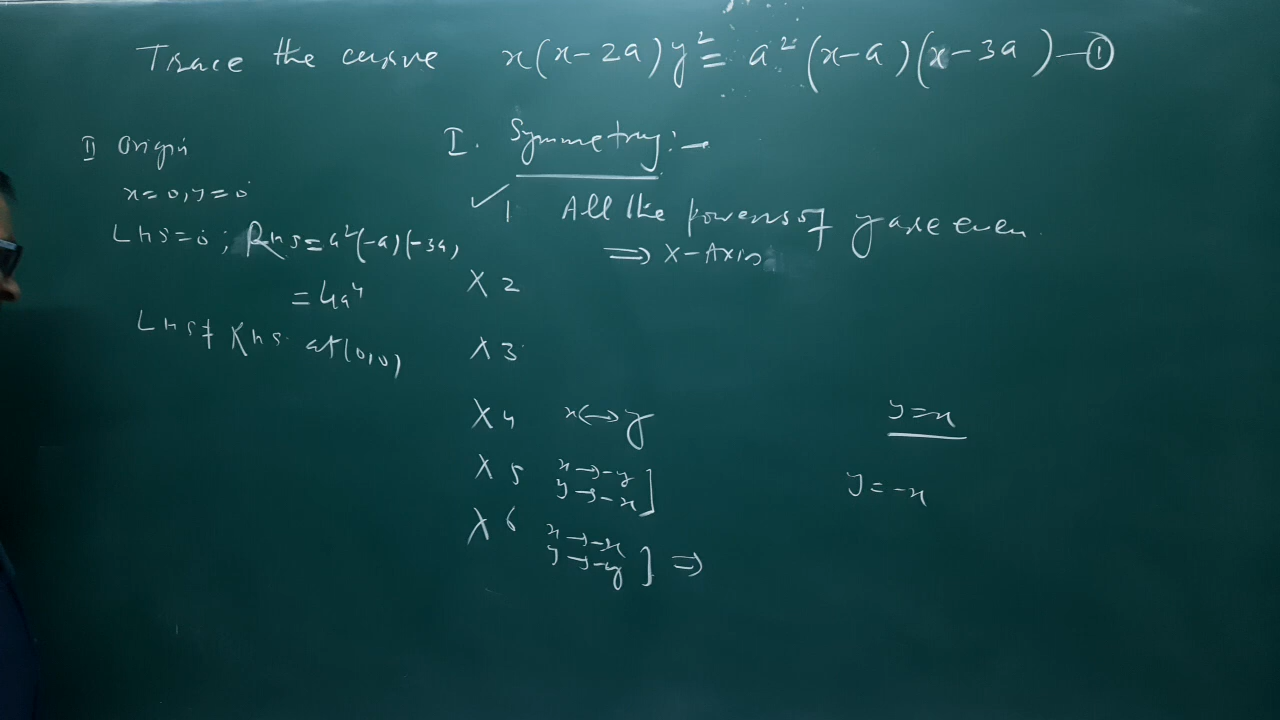 Trace the curve x(x-2a)y² = a²(x-a)(x-3a) —①
II Origin
x=0, y=0
LHS=0; RHS=a²(-a)(-3a)
=4a⁴
LHS≠RHS at (0,0)
I. Symmetry:-
✓ 1 All the powers of y are even.
⇒ X-Axis
X 2
X 3
X 4 x↔y
y=x
X 5 x→-y
y→-x]
y=-x
X 6 x→-x
y→-y] ⇒